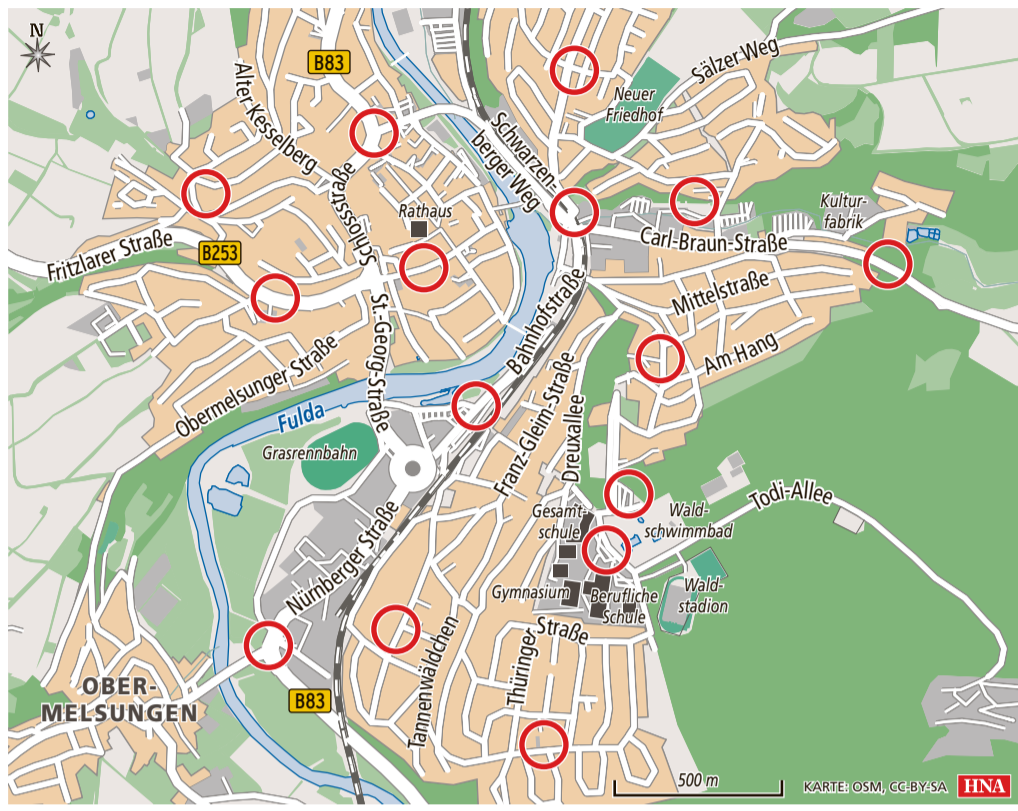 N
B83
Alter Kesselberg
Sälzer Weg
Neuer
Friedhof
Schwarzen-
berger Weg
Schlossstraße
Rathaus
Kultur-
fabrik
Fritzlarer Straße
B253
Carl-Braun-Straße
Mittelstraße
Am Hang
Bahnhofstraße
St.-Georg-Straße
Obermelsunger Straße
Fulda
Grasrennbahn
Franz-Gleim-Straße
Dreuxallee
Gesamt-
schule
Wald-
schwimmbad
Todi-Allee
Nürnberger Straße
Gymnasium
Berufliche
Schule
Wald-
stadion
Tannenwäldchen
Thüringer
Straße
OBER-
MELSUNGEN
B83
500 m
KARTE: OSM, CC-BY-SA
HNA